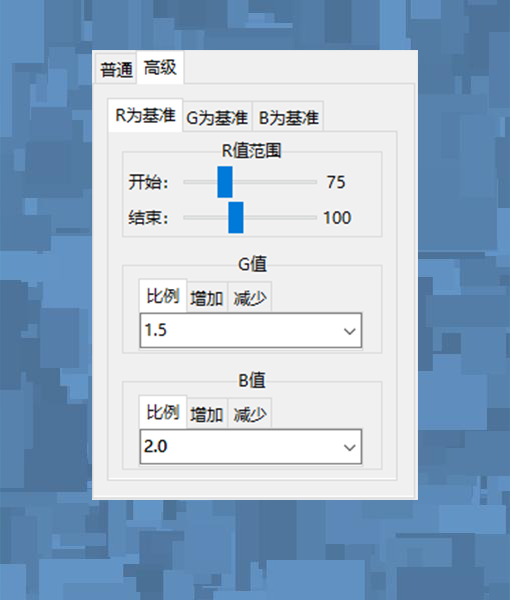 普通 高级
R为基准 G为基准 B为基准
R值范围
开始： 75
结束： 100
G值
比例 增加 减少
1.5
B值
比例 增加 减少
2.0